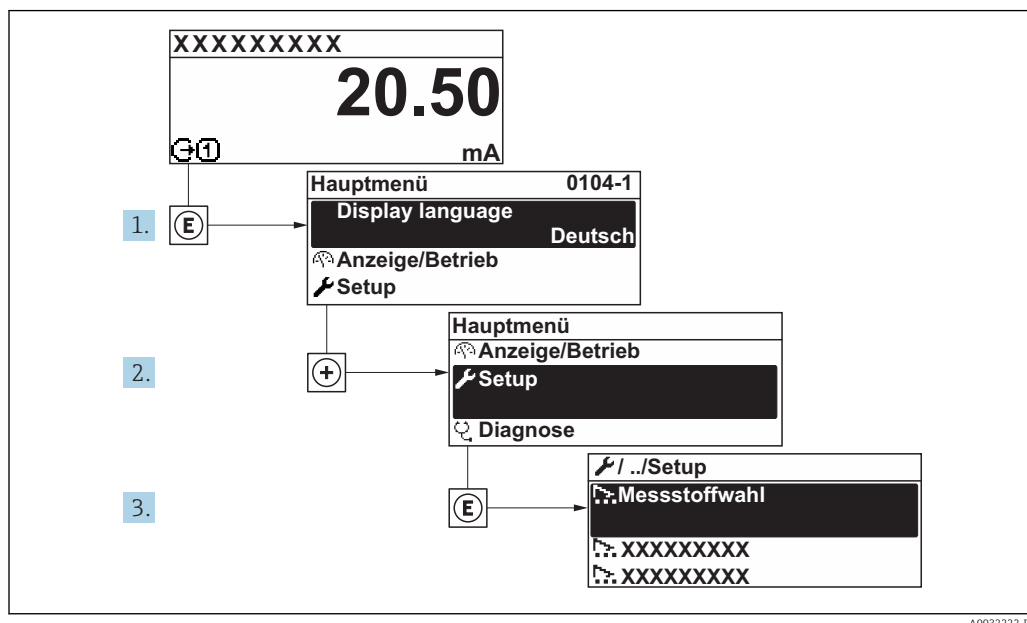 XXXXXXXXX
20.50
1
mA
Hauptmenü 0104-1
1. E Display language
Deutsch
Anzeige/Betrieb
Setup
Hauptmenü
Anzeige/Betrieb
2. + Setup
Diagnose
/ ../Setup
3. E Messstoffwahl
XXXXXXXXX
XXXXXXXXX